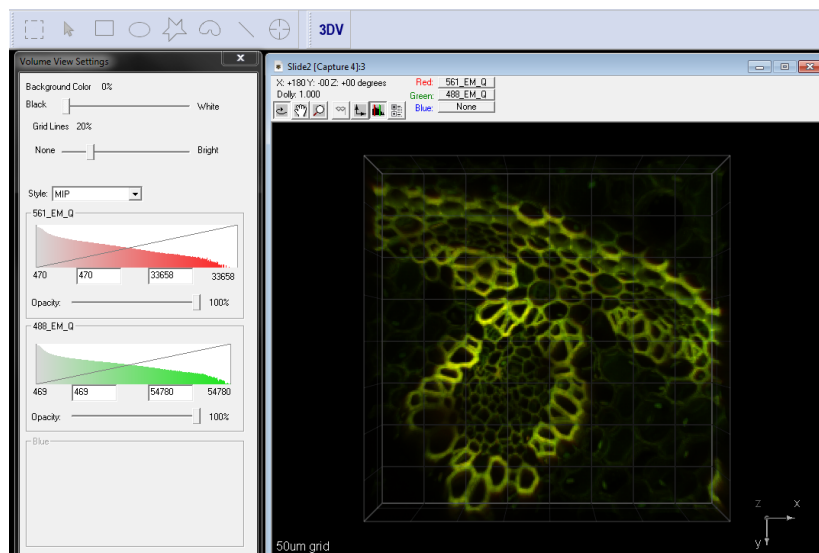 3DV
Volume View Settings
Background Color 0%
Black White
Grid Lines 20%
None Bright
Style: MIP
561_EM_Q
470 470 33658 33658
Opacity: 100%
488_EM_Q
469 469 54780 54780
Opacity: 100%
Blue
Slide2 [Capture 4]:3
X: +180 Y: -00 Z: +00 degrees
Dolly: 1.000
Red: 561_EM_Q
Green: 488_EM_Q
Blue: None
z x
y
50um grid